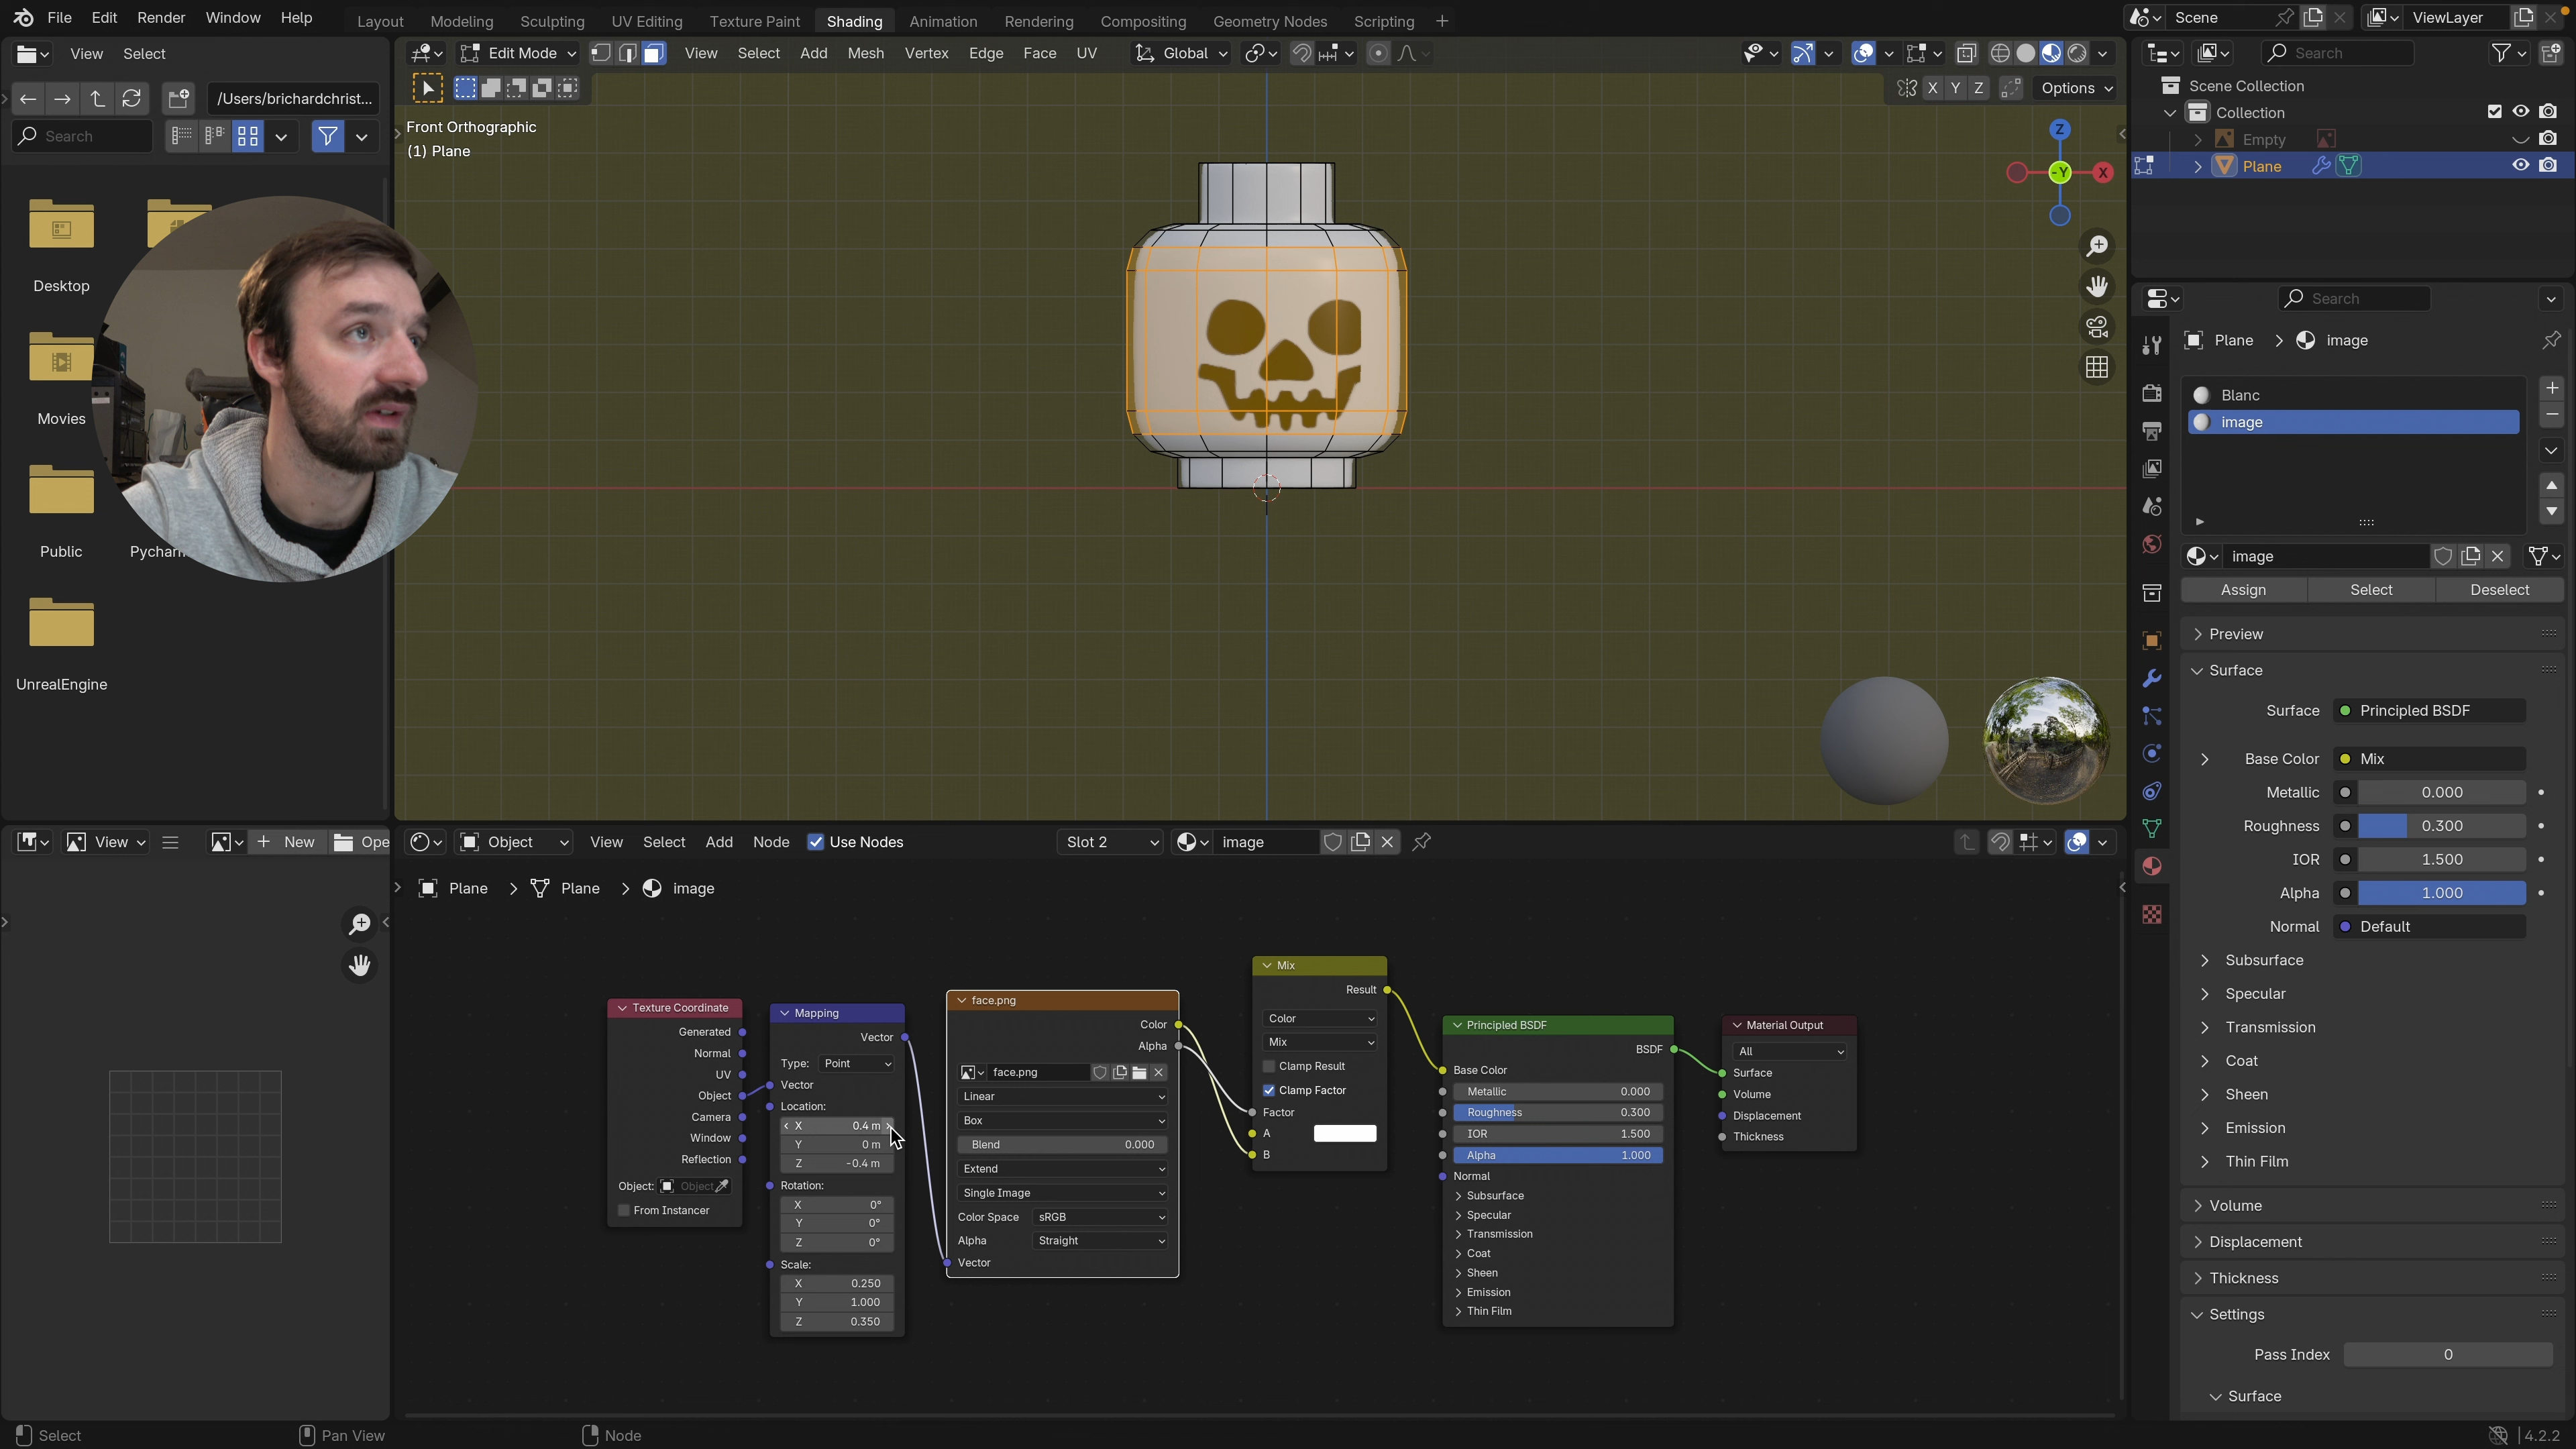 File Edit Render Window Help
Layout Modeling Sculpting UV Editing Texture Paint Shading Animation Rendering Compositing Geometry Nodes Scripting
Scene
ViewLayer
View Select
/Users/brichardchrist...
Search
Desktop
Movies
Public
UnrealEngine
Edit Mode View Select Add Mesh Vertex Edge Face UV Global
X Y Z Options
Front Orthographic
(1) Plane
Z
-Y
X
Search
Scene Collection
Collection
Empty
Plane
Search
Plane > image
Blanc
image
image
Assign Select Deselect
Preview
Surface
Surface Principled BSDF
Base Color Mix
Metallic 0.000
Roughness 0.300
IOR 1.500
Alpha 1.000
Normal Default
Subsurface
Specular
Transmission
Coat
Sheen
Emission
Thin Film
Volume
Displacement
Thickness
Settings
Pass Index 0
Surface
View New Ope
Object View Select Add Node Use Nodes Slot 2 image
Plane > Plane > image
Texture Coordinate
Generated
Normal
UV
Object
Camera
Window
Reflection
Object: Object
From Instancer
Mapping
Vector
Type: Point
Vector
Location:
X 0.4 m
Y 0 m
Z -0.4 m
Rotation:
X 0°
Y 0°
Z 0°
Scale:
X 0.250
Y 1.000
Z 0.350
face.png
Color
Alpha
face.png
Linear
Box
Blend 0.000
Extend
Single Image
Color Space sRGB
Alpha Straight
Vector
Mix
Result
Color
Mix
Clamp Result
Clamp Factor
Factor
A
B
Principled BSDF
BSDF
Base Color
Metallic 0.000
Roughness 0.300
IOR 1.500
Alpha 1.000
Normal
Subsurface
Specular
Transmission
Coat
Sheen
Emission
Thin Film
Material Output
All
Surface
Volume
Displacement
Thickness
Select Pan View Node 4.2.2